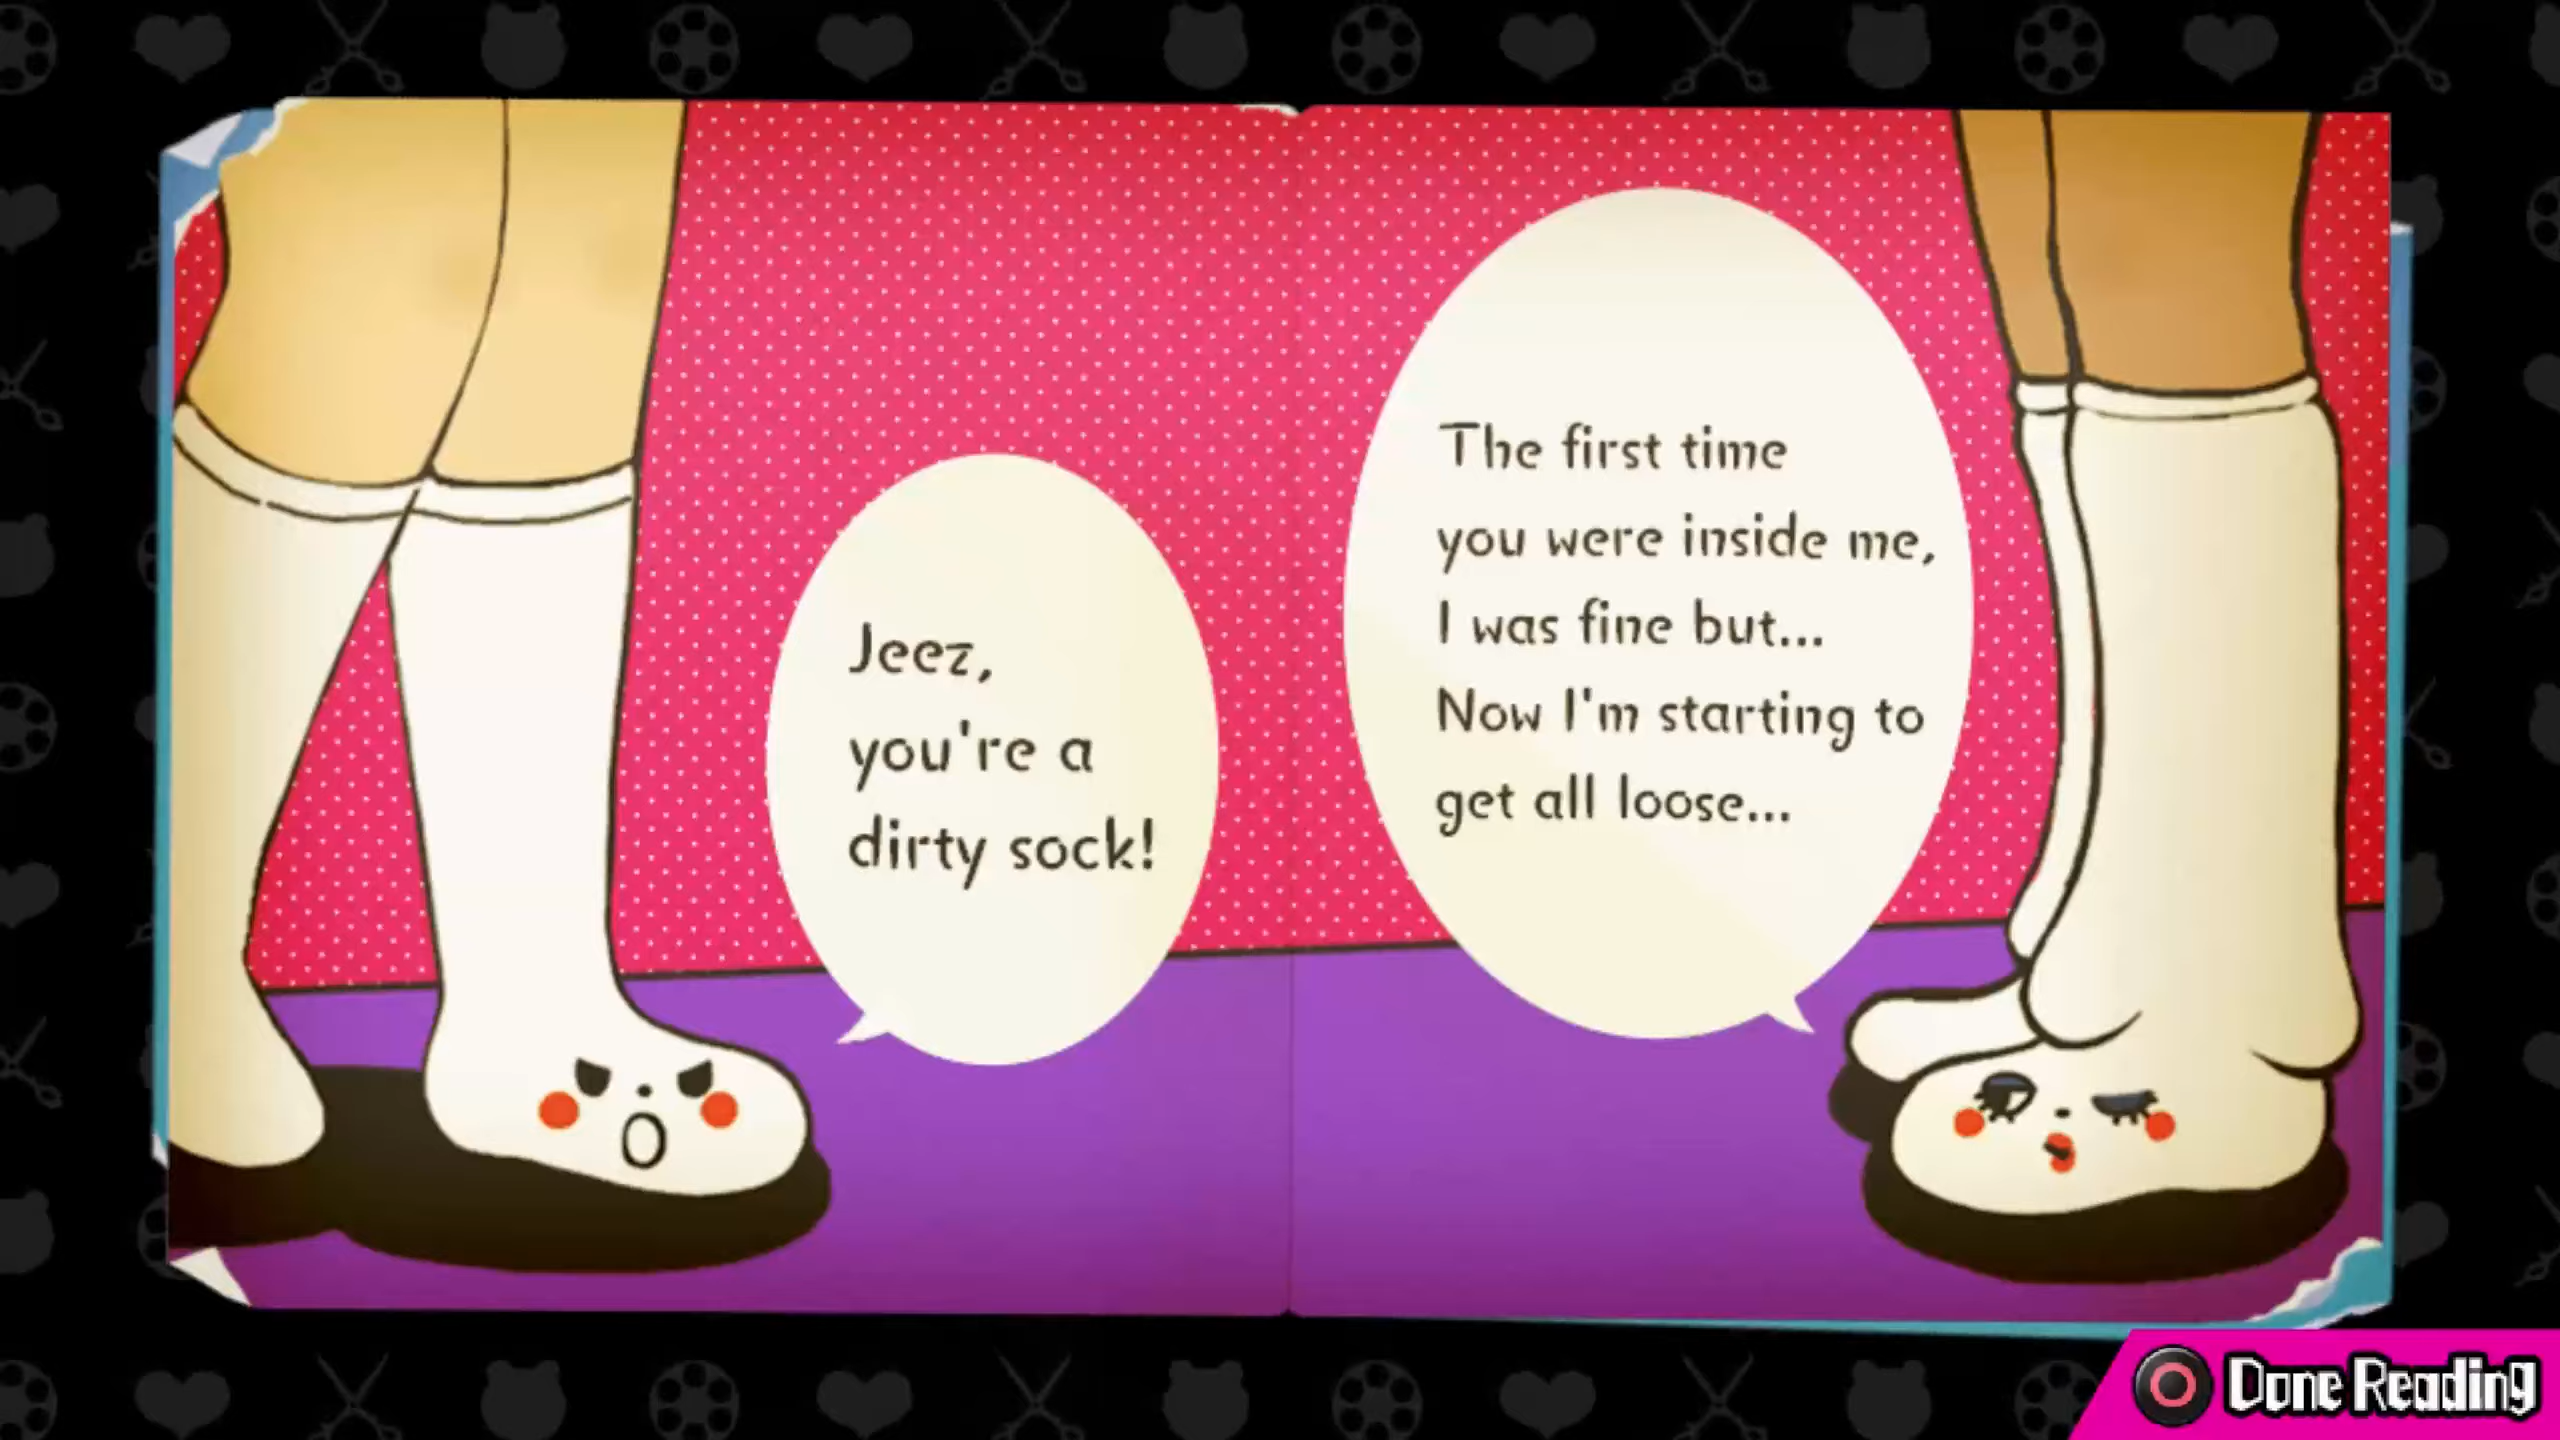 Jeez,
you're a
dirty sock!
The first time
you were inside me,
I was fine but...
Now I'm starting to
get all loose...
Done Reading